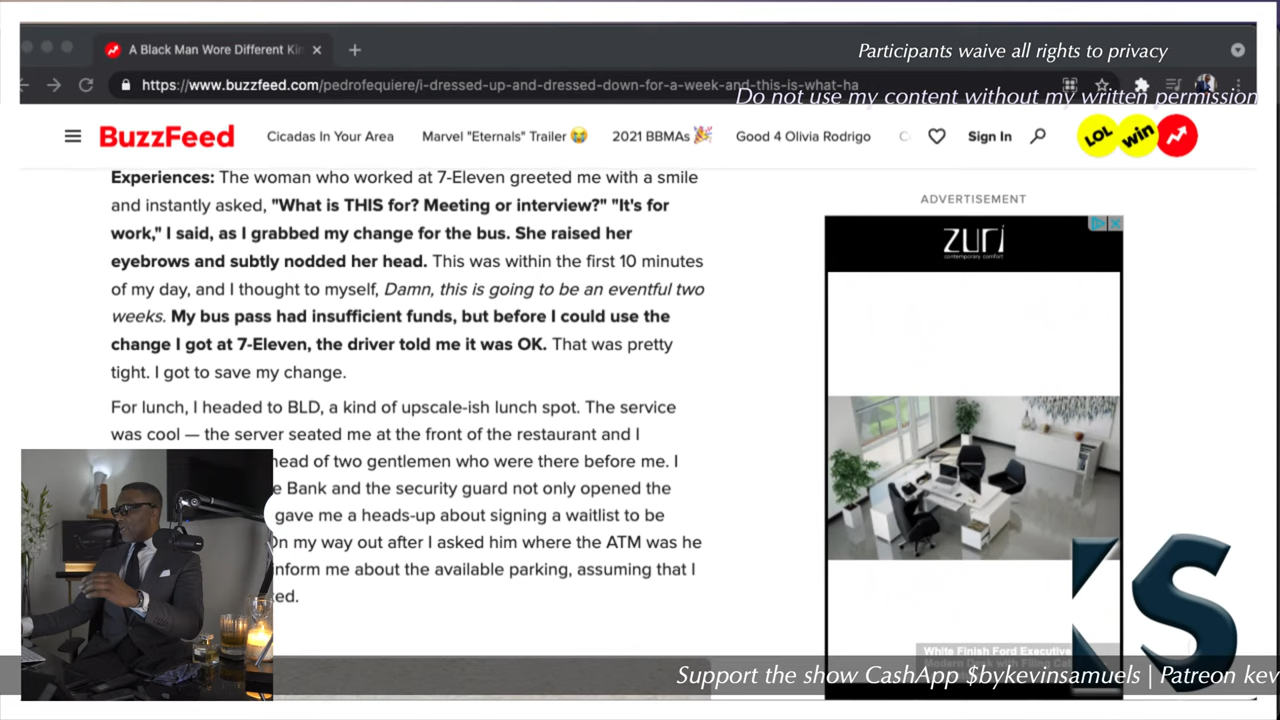 A Black Man Wore Different Kin
Participants waive all rights to privacy
https://www.buzzfeed.com/pedrofequiere/i-dressed-up-and-dressed-down-for-a-week-and-this-is-what-ha
Do not use my content without my written permission
BuzzFeed
Cicadas In Your Area
Marvel "Eternals" Trailer 😭
2021 BBMAs 🎉
Good 4 Olivia Rodrigo
Sign In
LOL
win
Experiences: The woman who worked at 7-Eleven greeted me with a smile
and instantly asked, "What is THIS for? Meeting or interview?" "It's for
work," I said, as I grabbed my change for the bus. She raised her
eyebrows and subtly nodded her head. This was within the first 10 minutes
of my day, and I thought to myself, Damn, this is going to be an eventful two
weeks. My bus pass had insufficient funds, but before I could use the
change I got at 7-Eleven, the driver told me it was OK. That was pretty
tight. I got to save my change.
For lunch, I headed to BLD, a kind of upscale-ish lunch spot. The service
was cool — the server seated me at the front of the restaurant and I
head of two gentlemen who were there before me. I
e Bank and the security guard not only opened the
gave me a heads-up about signing a waitlist to be
On my way out after I asked him where the ATM was he
inform me about the available parking, assuming that I
ked.
ADVERTISEMENT
zuri
contemporary comfort
White Finish Ford Executive
Modern Desk with Filing Cab
KS
Support the show CashApp $bykevinsamuels | Patreon kev